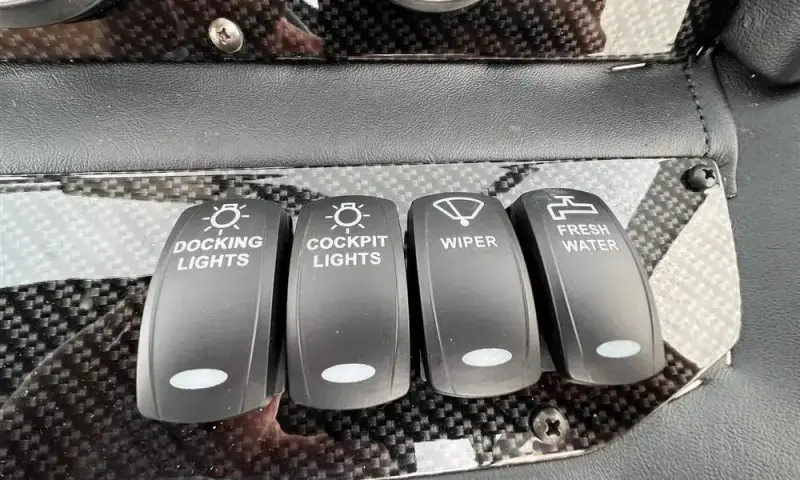 DOCKING
LIGHTS
COCKPIT
LIGHTS
WIPER
FRESH
WATER